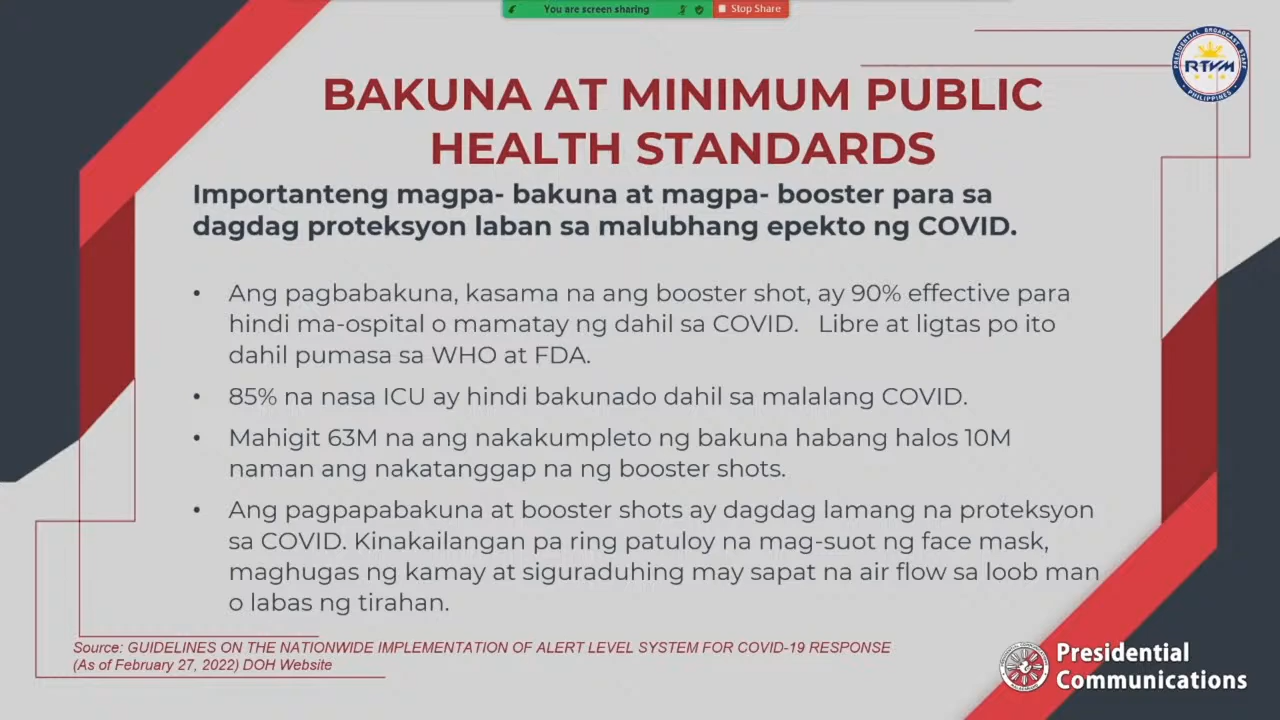 You are screen sharing
Stop Share
PRESIDENTIAL BROADCAST STAFF
RTVM
PHILIPPINES
BAKUNA AT MINIMUM PUBLIC
HEALTH STANDARDS
Importanteng magpa- bakuna at magpa- booster para sa
dagdag proteksyon laban sa malubhang epekto ng COVID.
• Ang pagbabakuna, kasama na ang booster shot, ay 90% effective para
hindi ma-ospital o mamatay ng dahil sa COVID. Libre at ligtas po ito
dahil pumasa sa WHO at FDA.
• 85% na nasa ICU ay hindi bakunado dahil sa malalang COVID.
• Mahigit 63M na ang nakakumpleto ng bakuna habang halos 10M
naman ang nakatanggap na ng booster shots.
• Ang pagpapabakuna at booster shots ay dagdag lamang na proteksyon
sa COVID. Kinakailangan pa ring patuloy na mag-suot ng face mask,
maghugas ng kamay at siguraduhing may sapat na air flow sa loob man
o labas ng tirahan.
Source: GUIDELINES ON THE NATIONWIDE IMPLEMENTATION OF ALERT LEVEL SYSTEM FOR COVID-19 RESPONSE
(As of February 27, 2022) DOH Website
Presidential
Communications